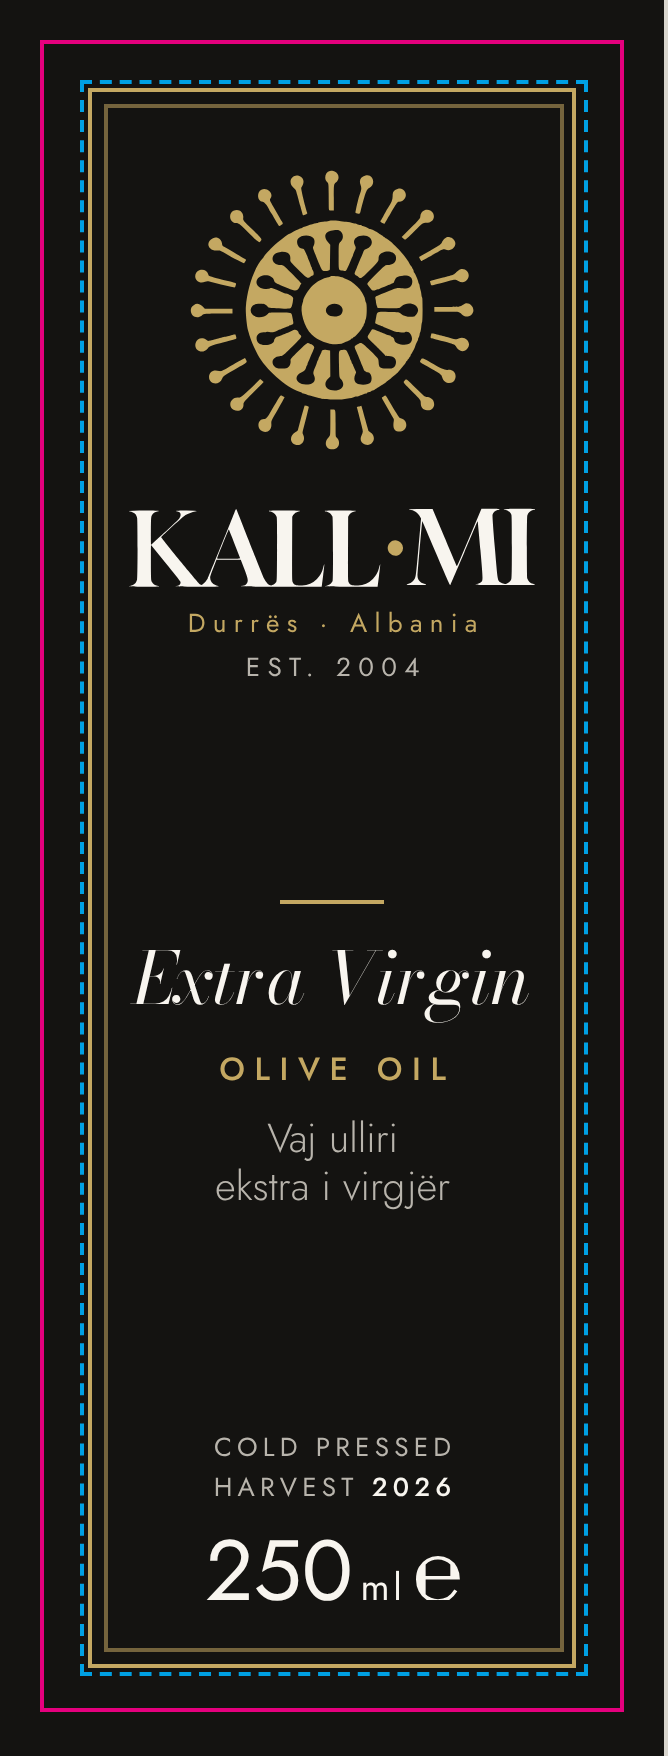 KALL·MI
Durrës · Albania
EST. 2004
Extra Virgin
OLIVE OIL
Vaj ulliri
ekstra i virgjër
COLD PRESSED
HARVEST 2026
250 ml ℮